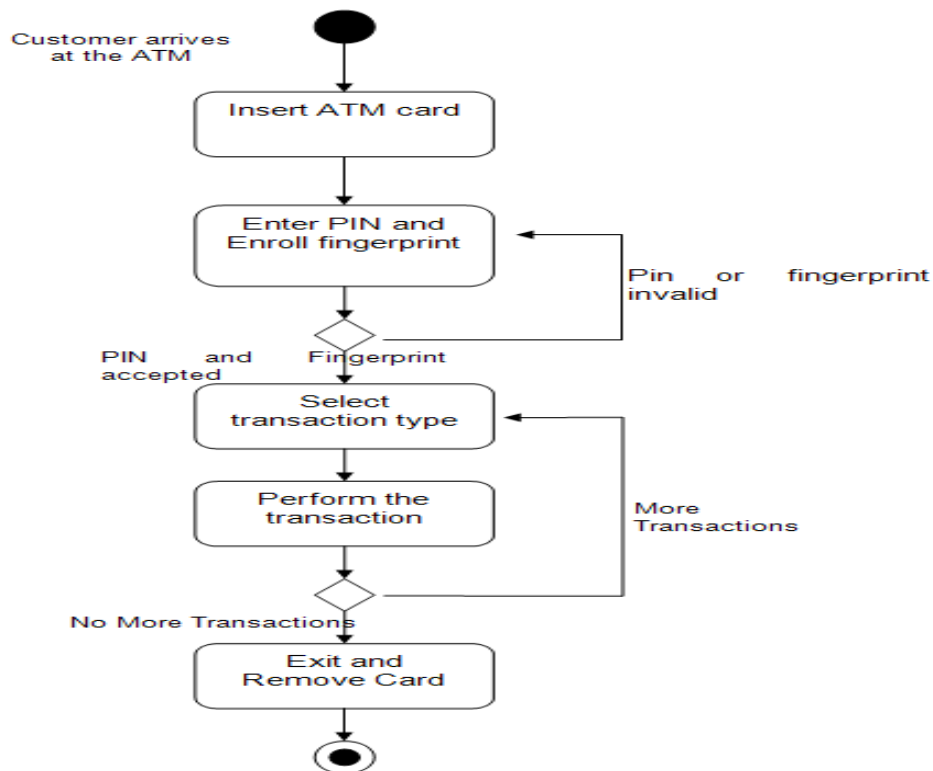 Customer arrives
at the ATM
Insert ATM card
Enter PIN and
Enroll fingerprint
Pin or fingerprint
invalid
PIN and Fingerprint
accepted
Select
transaction type
Perform the
transaction
More
Transactions
No More Transactions
Exit and
Remove Card